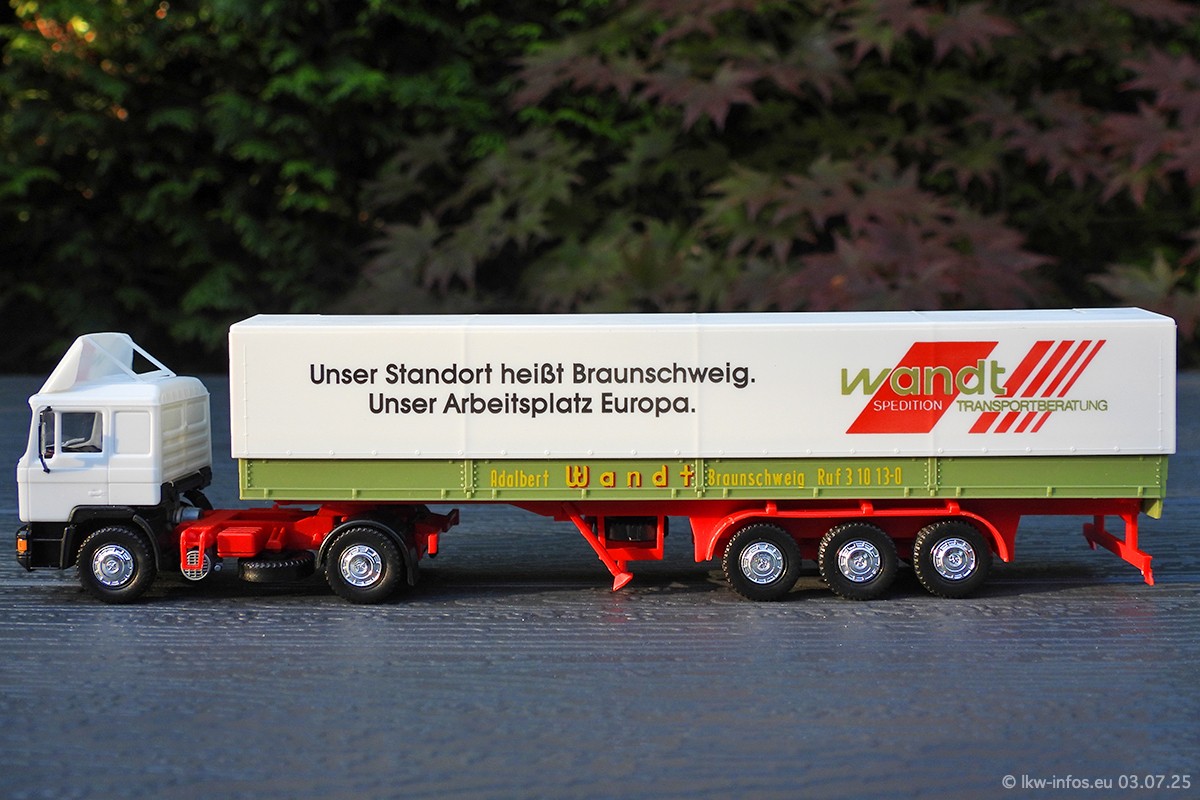 Unser Standort heißt Braunschweig.
Unser Arbeitsplatz Europa.
wandt
SPEDITION TRANSPORTBERATUNG
Adalbert Wandt Braunschweig Ruf 3 10 13-0
© lkw-infos.eu 03.07.25